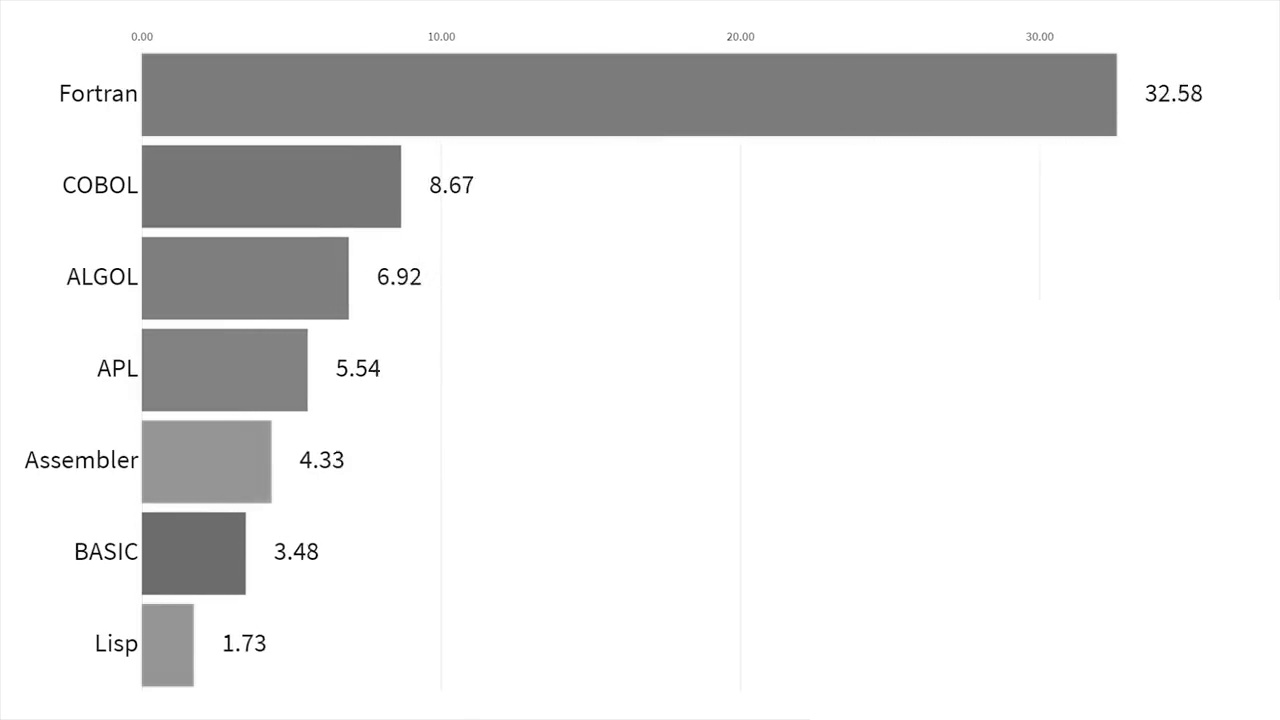 0.00 10.00 20.00 30.00
Fortran 32.58
COBOL 8.67
ALGOL 6.92
APL 5.54
Assembler 4.33
BASIC 3.48
Lisp 1.73